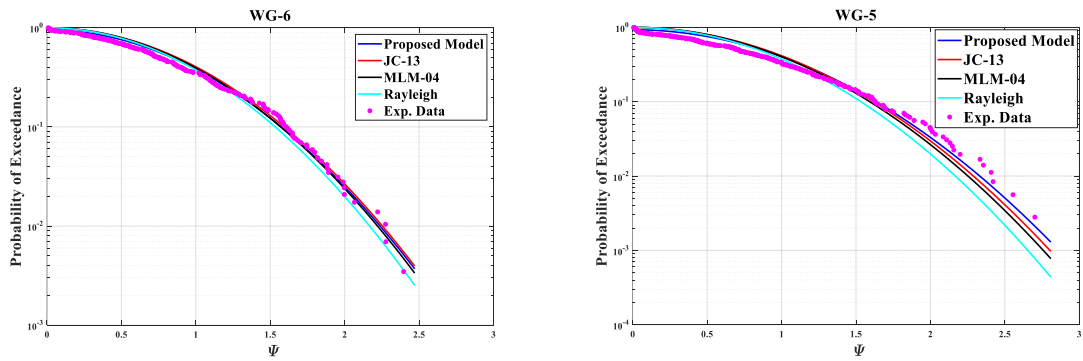 WG-6
Probability of Exceedance
10^0
10^-1
10^-2
10^-3
0 0.5 1 1.5 2 2.5 3
Ψ
Proposed Model
JC-13
MLM-04
Rayleigh
Exp. Data
WG-5
Probability of Exceedance
10^0
10^-1
10^-2
10^-3
10^-4
0 0.5 1 1.5 2 2.5 3
Ψ
Proposed Model
JC-13
MLM-04
Rayleigh
Exp. Data